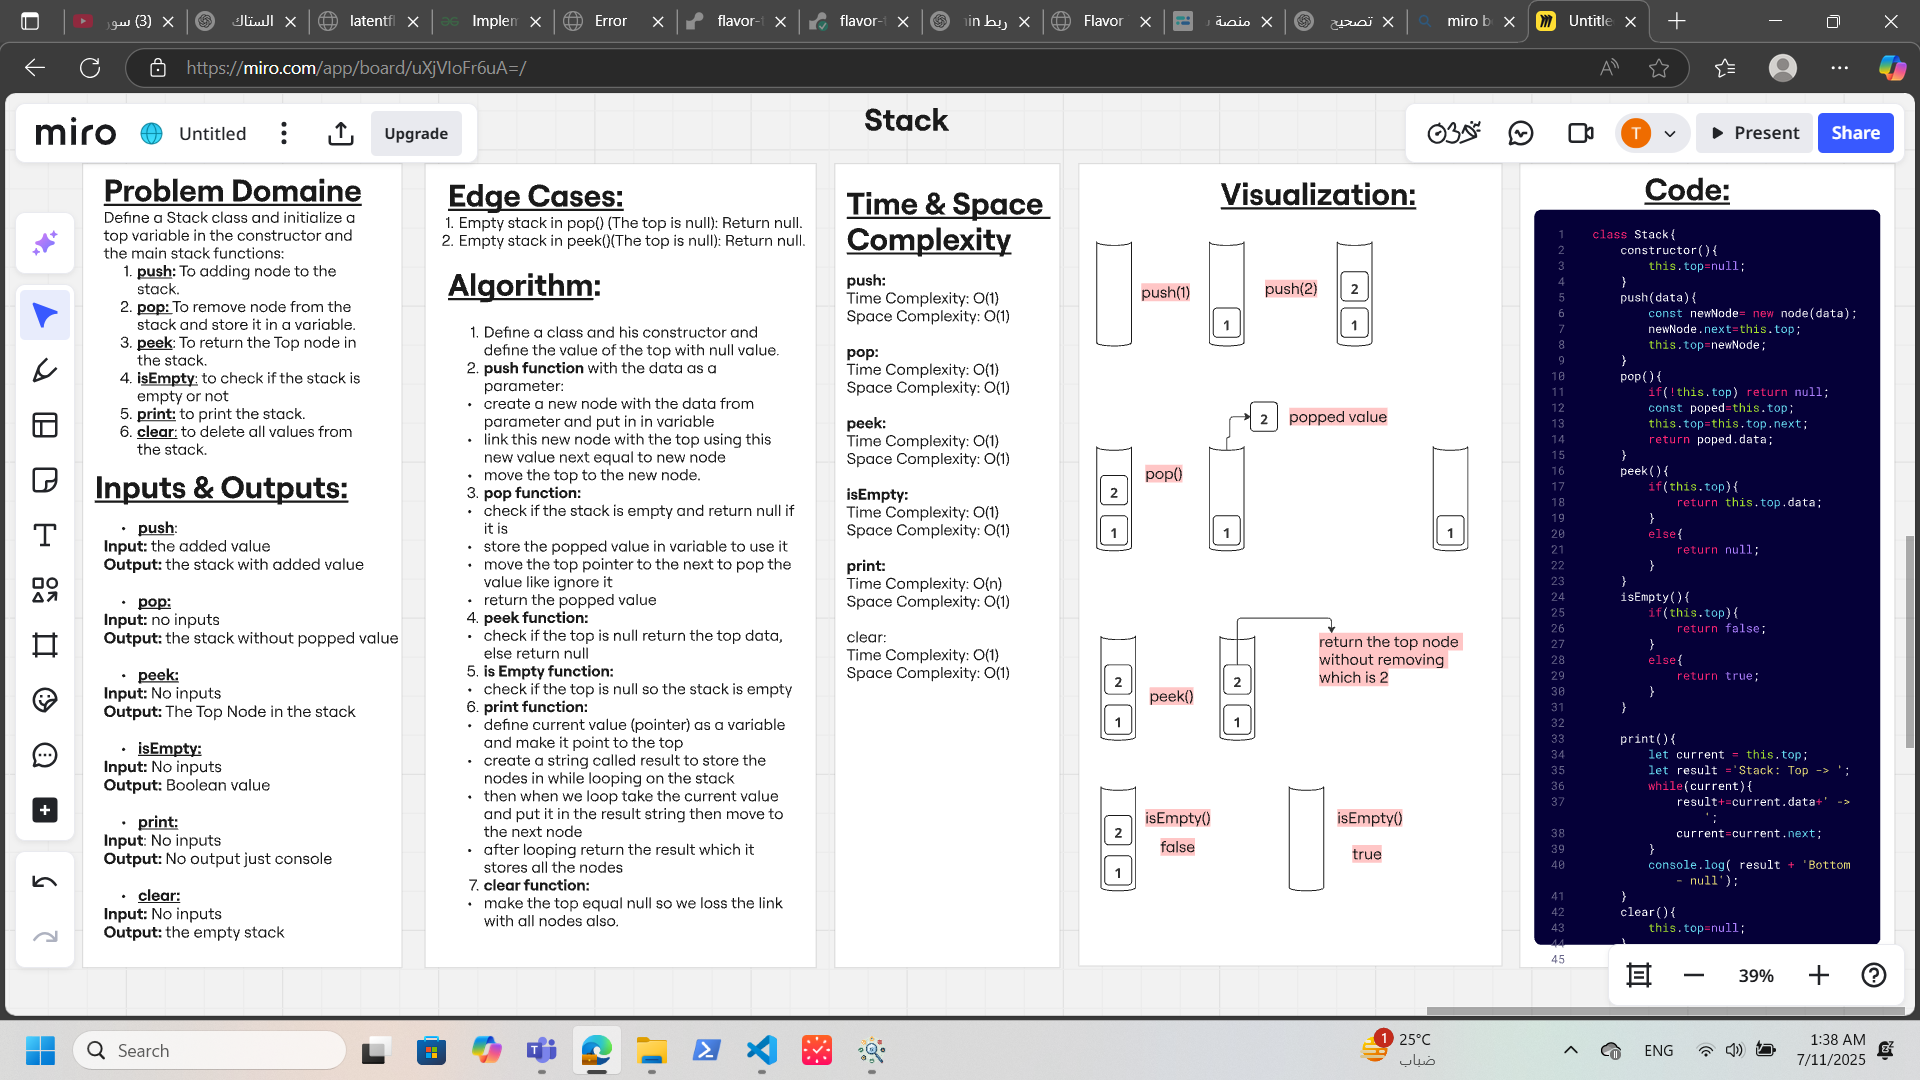 (3) سور
الستاك
latentfl
Implem
Error
flavor-t
flavor-t
ربط
Flavor
منصة
تصحيح
miro b
Untitle
https://miro.com/app/board/uXjVIoFr6uA=/
miro
Untitled
Upgrade
Stack
T
Present
Share
Problem Domaine
Define a Stack class and initialize a
top variable in the constructor and
the main stack functions:
1. push: To adding node to the
stack.
2. pop: To remove node from the
stack and store it in a variable.
3. peek: To return the Top node in
the stack.
4. isEmpty: to check if the stack is
empty or not
5. print: to print the stack.
6. clear: to delete all values from
the stack.
Inputs & Outputs:
• push:
Input: the added value
Output: the stack with added value
• pop:
Input: no inputs
Output: the stack without popped value
• peek:
Input: No inputs
Output: The Top Node in the stack
• isEmpty:
Input: No inputs
Output: Boolean value
• print:
Input: No inputs
Output: No output just console
• clear:
Input: No inputs
Output: the empty stack
Edge Cases:
1. Empty stack in pop() (The top is null): Return null.
2. Empty stack in peek()(The top is null): Return null.
Algorithm:
1. Define a class and his constructor and
define the value of the top with null value.
2. push function with the data as a
parameter:
• create a new node with the data from
parameter and put in in variable
• link this new node with the top using this
new value next equal to new node
• move the top to the new node.
3. pop function:
• check if the stack is empty and return null if
it is
• store the popped value in variable to use it
• move the top pointer to the next to pop the
value like ignore it
• return the popped value
4. peek function:
• check if the top is null return the top data,
else return null
5. is Empty function:
• check if the top is null so the stack is empty
6. print function:
• define current value (pointer) as a variable
and make it point to the top
• create a string called result to store the
nodes in while looping on the stack
• then when we loop take the current value
and put it in the result string then move to
the next node
• after looping return the result which it
stores all the nodes
7. clear function:
• make the top equal null so we loss the link
with all nodes also.
Time & Space
Complexity
push:
Time Complexity: O(1)
Space Complexity: O(1)
pop:
Time Complexity: O(1)
Space Complexity: O(1)
peek:
Time Complexity: O(1)
Space Complexity: O(1)
isEmpty:
Time Complexity: O(1)
Space Complexity: O(1)
print:
Time Complexity: O(n)
Space Complexity: O(1)
clear:
Time Complexity: O(1)
Space Complexity: O(1)
Visualization:
push(1)
1
push(2)
2
1
2
1
pop()
1
2
popped value
1
2
1
peek()
2
1
return the top node
without removing
which is 2
2
1
isEmpty()
false
isEmpty()
true
Code:
1 class Stack{
2 constructor(){
3 this.top=null;
4 }
5 push(data){
6 const newNode= new node(data);
7 newNode.next=this.top;
8 this.top=newNode;
9 }
10 pop(){
11 if(!this.top) return null;
12 const poped=this.top;
13 this.top=this.top.next;
14 return poped.data;
15 }
16 peek(){
17 if(this.top){
18 return this.top.data;
19 }
20 else{
21 return null;
22 }
23 }
24 isEmpty(){
25 if(this.top){
26 return false;
27 }
28 else{
29 return true;
30 }
31 }
32
33 print(){
34 let current = this.top;
35 let result ='Stack: Top -> ';
36 while(current){
37 result+=current.data+' ->
';
38 current=current.next;
39 }
40 console.log( result + 'Bottom
- null');
41 }
42 clear(){
43 this.top=null;
44 }
45
39%
Search
1
25°C
ضباب
ENG
1:38 AM
7/11/2025